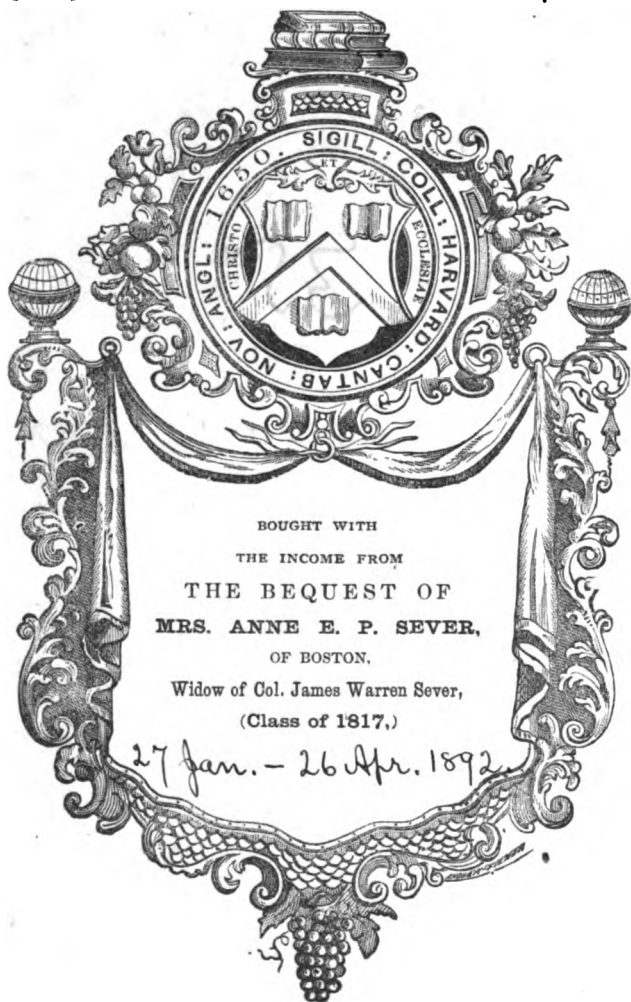 SIGILL: COLL: HARVARD: CANTAB: NOV: ANGL: 1650.
ET
CHRISTO
ECCLESIAE
BOUGHT WITH
THE INCOME FROM
THE BEQUEST OF
MRS. ANNE E. P. SEVER,
OF BOSTON,
Widow of Col. James Warren Sever,
(Class of 1817,)
27 Jan. – 26 Apr. 1892.